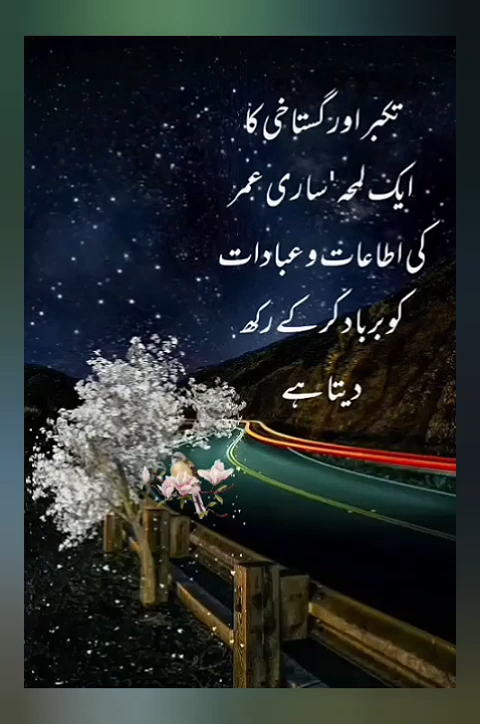 تکبر اور گستاخی کا
ایک لمحہ' ساری عمر
کی اطاعات و عبادات
کو برباد کر کے رکھ
دیتا ہے